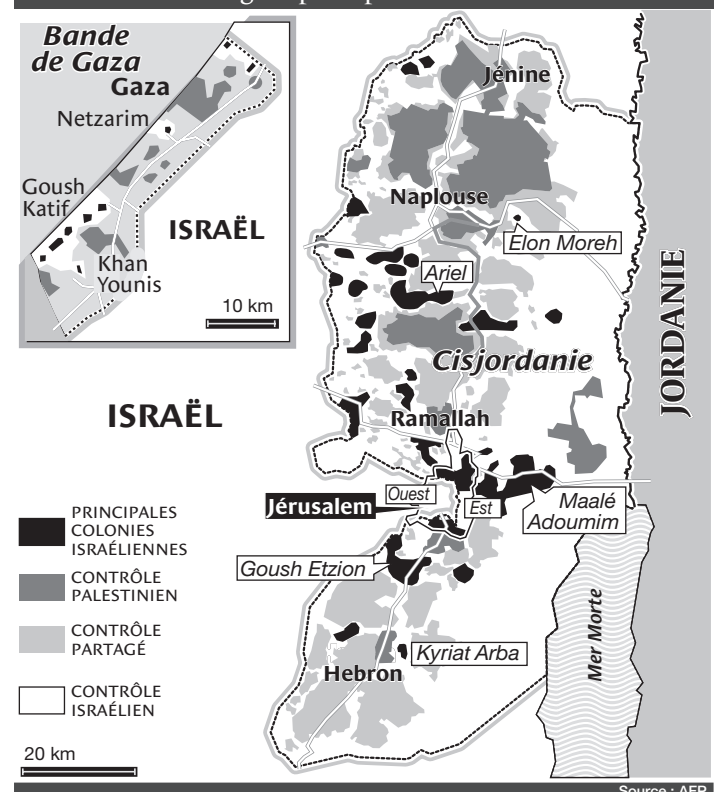 Bande
de Gaza
Gaza
Netzarim
Goush
Katif
ISRAËL
Khan
Younis
10 km
Jénine
Naplouse
Elon Moreh
Ariel
Cisjordanie
JORDANIE
ISRAËL
Ramallah
Ouest
Jérusalem
Est
Maalé
Adoumim
Goush Etzion
Kyriat Arba
Hebron
Mer Morte
PRINCIPALES
COLONIES
ISRAÉLIENNES
CONTRÔLE
PALESTINIEN
CONTRÔLE
PARTAGÉ
CONTRÔLE
ISRAÉLIEN
20 km
Source : AFP